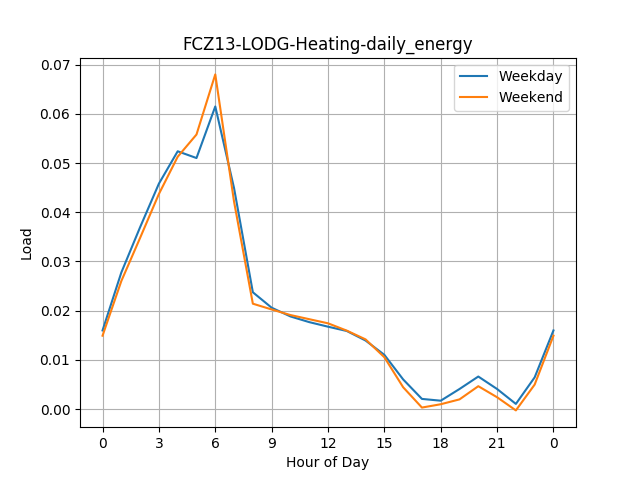 FCZ13-LODG-Heating-daily_energy
Weekday
Weekend
Load
0.07
0.06
0.05
0.04
0.03
0.02
0.01
0.00
0 3 6 9 12 15 18 21 0
Hour of Day